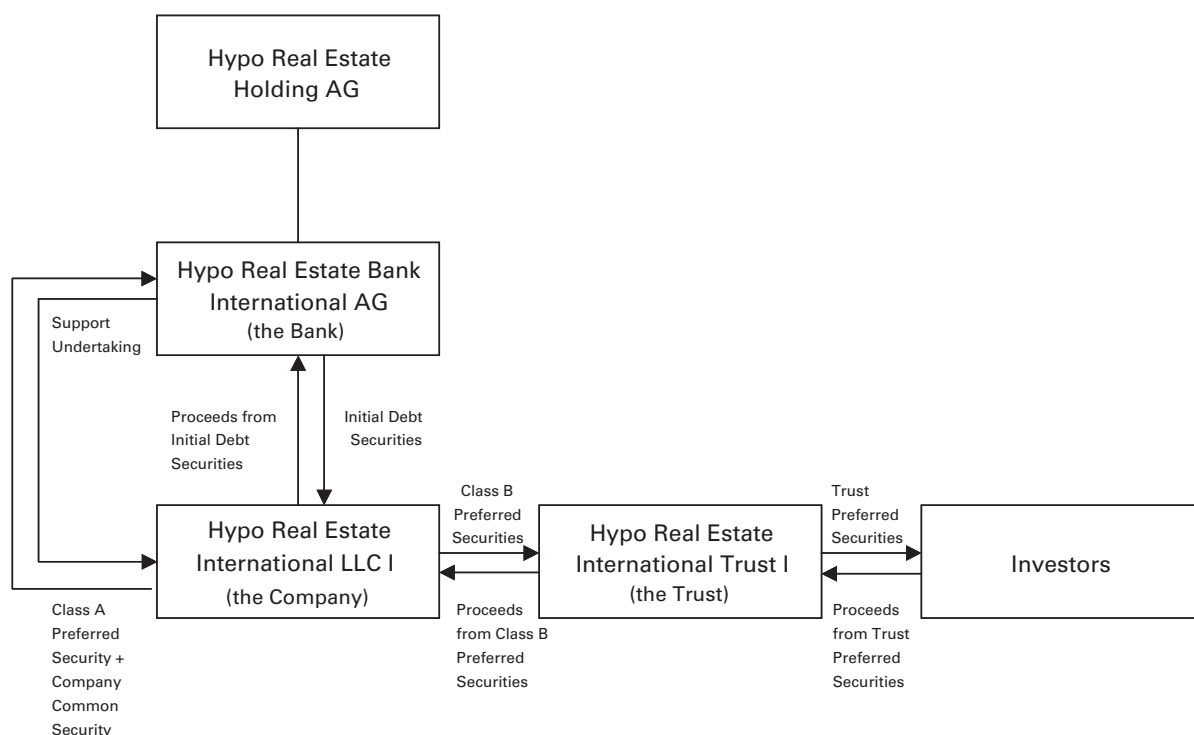 Hypo Real Estate
Holding AG
Hypo Real Estate Bank
International AG
(the Bank)
Support
Undertaking
Proceeds from
Initial Debt
Securities
Initial Debt
Securities
Hypo Real Estate
International LLC I
(the Company)
Class B
Preferred
Securities
Hypo Real Estate
International Trust I
(the Trust)
Trust
Preferred
Securities
Investors
Class A
Preferred
Security +
Company
Common
Security
Proceeds
from Class B
Preferred
Securities
Proceeds
from Trust
Preferred
Securities